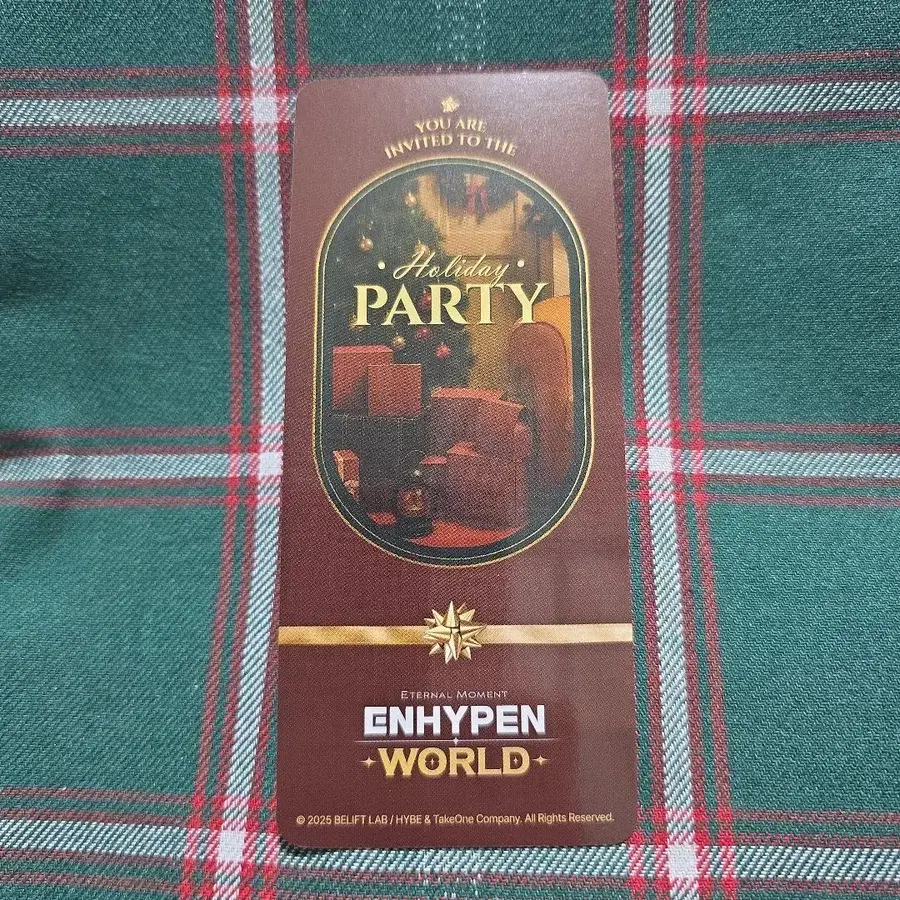 YOU ARE
INVITED TO THE
• Holiday •
PARTY
ETERNAL MOMENT
ENHYPEN
WORLD
© 2025 BELIFT LAB / HYBE & TakeOne Company. All Rights Reserved.